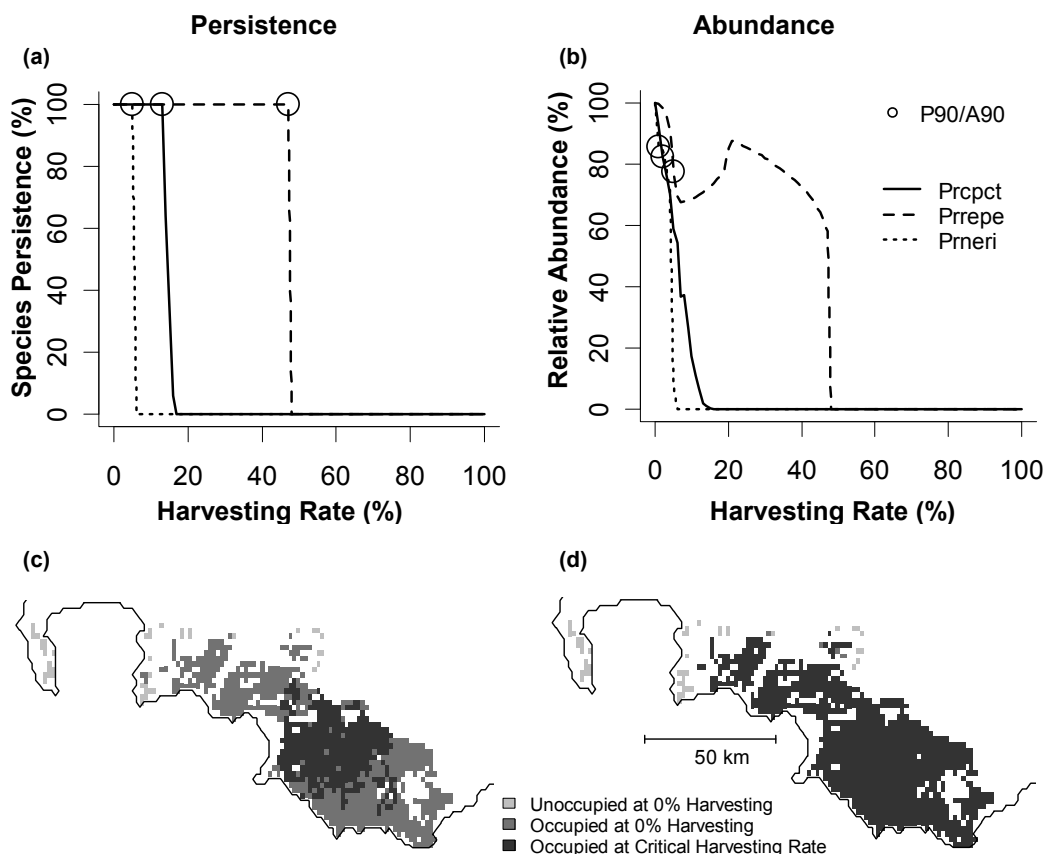 Persistence
Abundance
(a)
(b)
Species Persistence (%)
0 20 40 60 80 100
0 20 40 60 80 100
Harvesting Rate (%)
Relative Abundance (%)
0 20 40 60 80 100
P90/A90
Prcpct
Prrepe
Prneri
0 20 40 60 80 100
Harvesting Rate (%)
(c)
(d)
50 km
Unoccupied at 0% Harvesting
Occupied at 0% Harvesting
Occupied at Critical Harvesting Rate